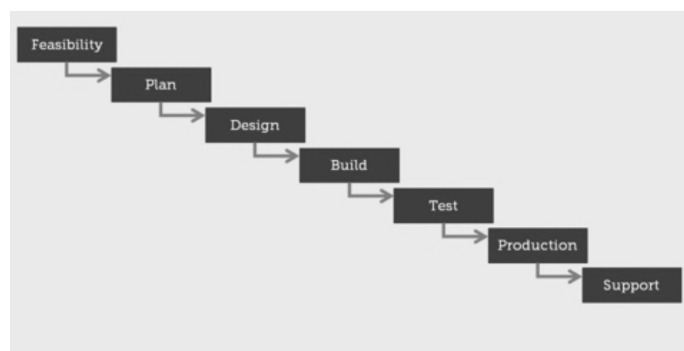 Feasibility
Plan
Design
Build
Test
Production
Support